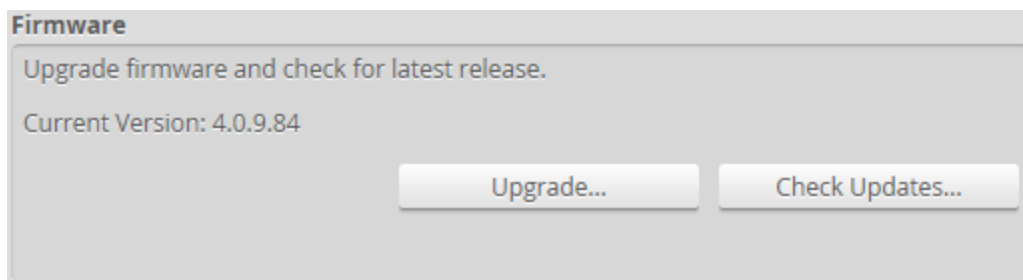 Firmware
Upgrade firmware and check for latest release.
Current Version: 4.0.9.84
Upgrade... Check Updates...